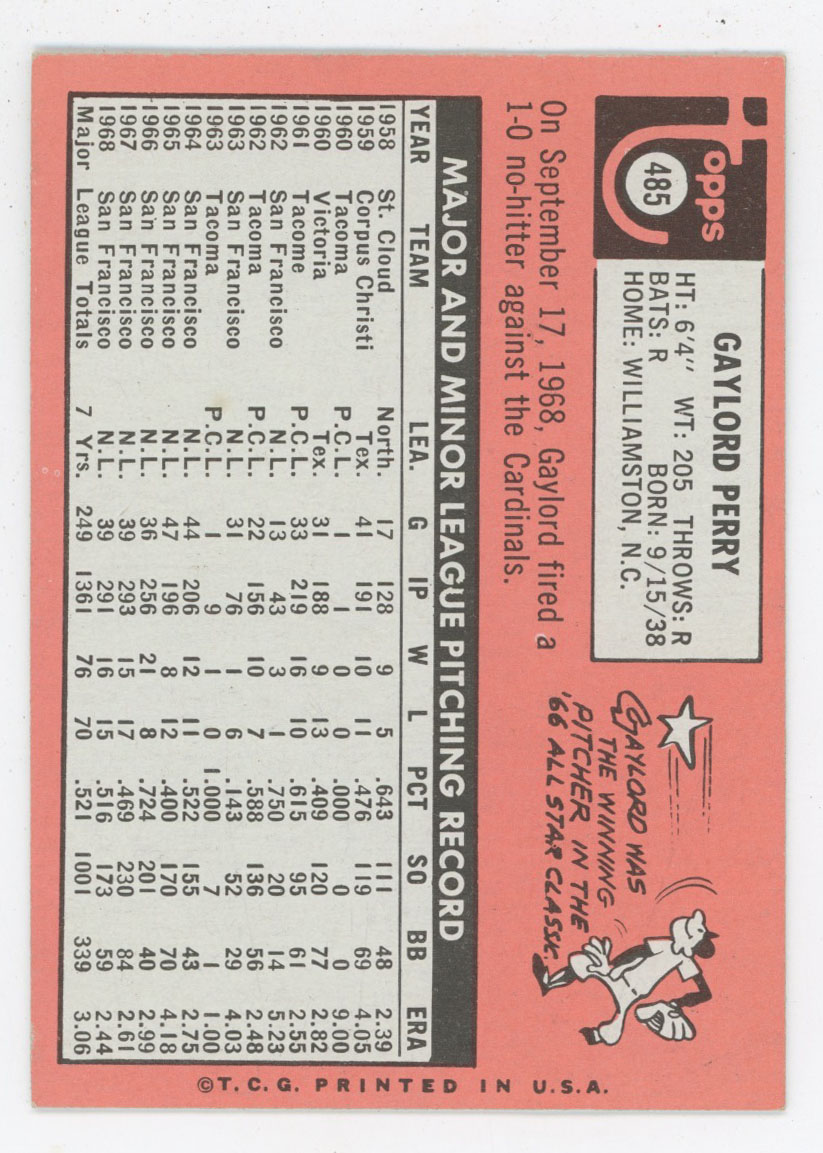 Topps
485
GAYLORD PERRY
HT: 6'4" WT: 205 THROWS: R
BATS: R BORN: 9/15/38
HOME: WILLIAMSTON, N.C.
On September 17, 1968, Gaylord fired a
1-0 no-hitter against the Cardinals.
GAYLORD WAS
THE WINNING
PITCHER IN THE
'66 ALL STAR CLASSIC.
MAJOR AND MINOR LEAGUE PITCHING RECORD
YEAR TEAM LEA. G IP W L PCT SO BB ERA
1958 St. Cloud North. 17 128 9 5 .643 111 48 2.39
1959 Corpus Christi Tex. 41 191 10 11 .476 119 69 4.05
1960 Tacoma P.C.L. 1 1 0 0 .000 0 0 9.00
1960 Victoria Tex. 31 188 9 13 .409 120 77 2.82
1961 Tacome P.C.L. 33 219 16 10 .615 95 61 2.55
1962 San Francisco N.L. 13 43 3 1 .750 20 14 5.23
1962 Tacoma P.C.L. 22 156 10 7 .588 136 56 2.48
1963 San Francisco N.L. 31 76 1 6 .143 52 29 4.03
1963 Tacoma P.C.L. 1 9 1 0 1.000 7 1 1.00
1964 San Francisco N.L. 44 206 12 11 .522 155 43 2.75
1965 San Francisco N.L. 47 196 8 12 .400 170 70 4.18
1966 San Francisco N.L. 36 256 21 8 .724 201 40 2.99
1967 San Francisco N.L. 39 293 15 17 .469 230 84 2.61
1968 San Francisco N.L. 39 291 16 15 .516 173 59 2.44
Major League Totals 7 Yrs. 249 1361 76 70 .521 1001 339 3.06
©T.C.G. PRINTED IN U.S.A.